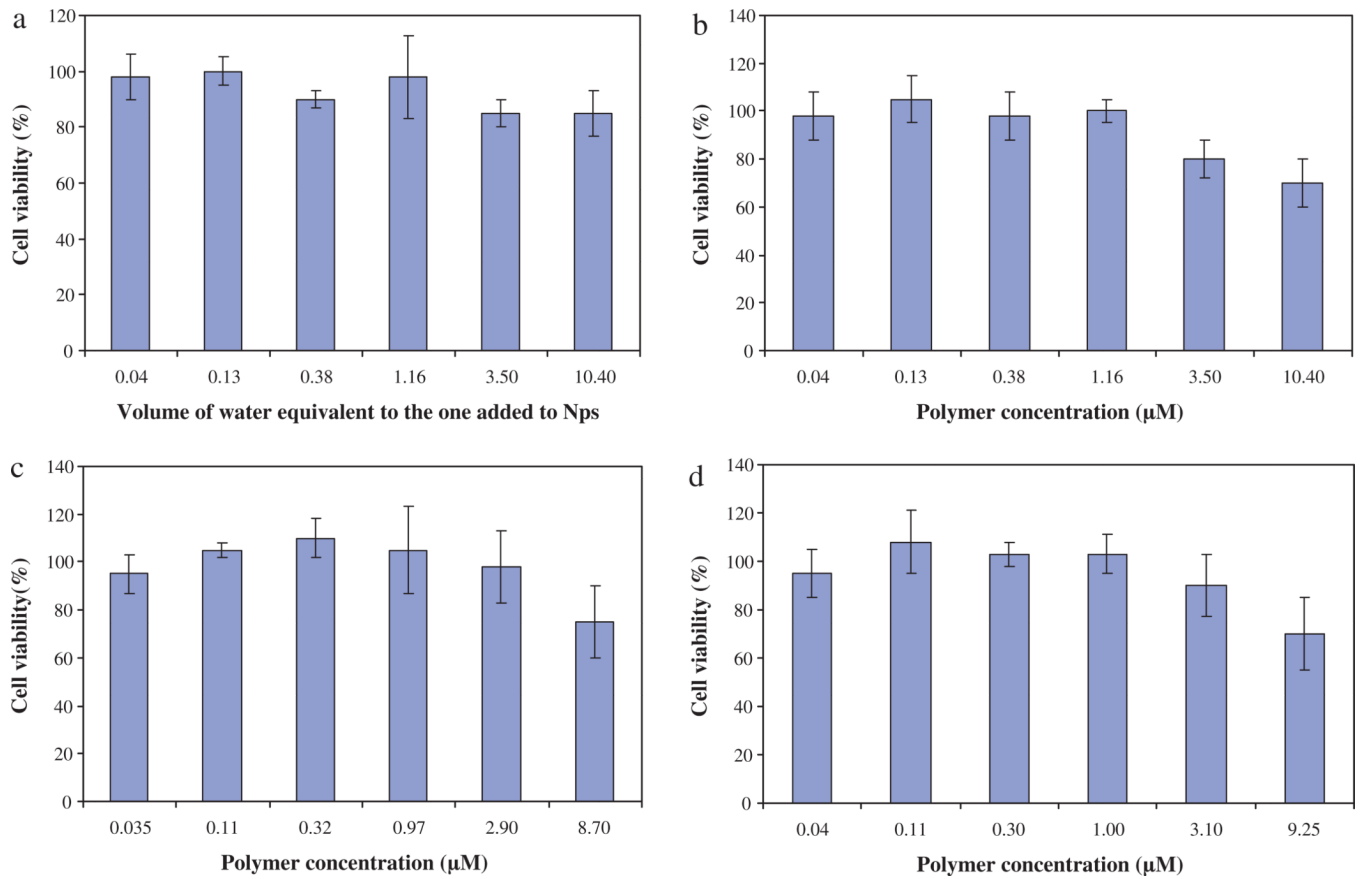 a
120
100
80
60
40
20
0
Cell viability (%)
0.04 0.13 0.38 1.16 3.50 10.40
Volume of water equivalent to the one added to Nps
b
140
120
100
80
60
40
20
0
Cell viability (%)
0.04 0.13 0.38 1.16 3.50 10.40
Polymer concentration (µM)
c
140
120
100
80
60
40
20
0
Cell viability(%)
0.035 0.11 0.32 0.97 2.90 8.70
Polymer concentration (µM)
d
140
120
100
80
60
40
20
0
Cell viability (%)
0.04 0.11 0.30 1.00 3.10 9.25
Polymer concentration (µM)